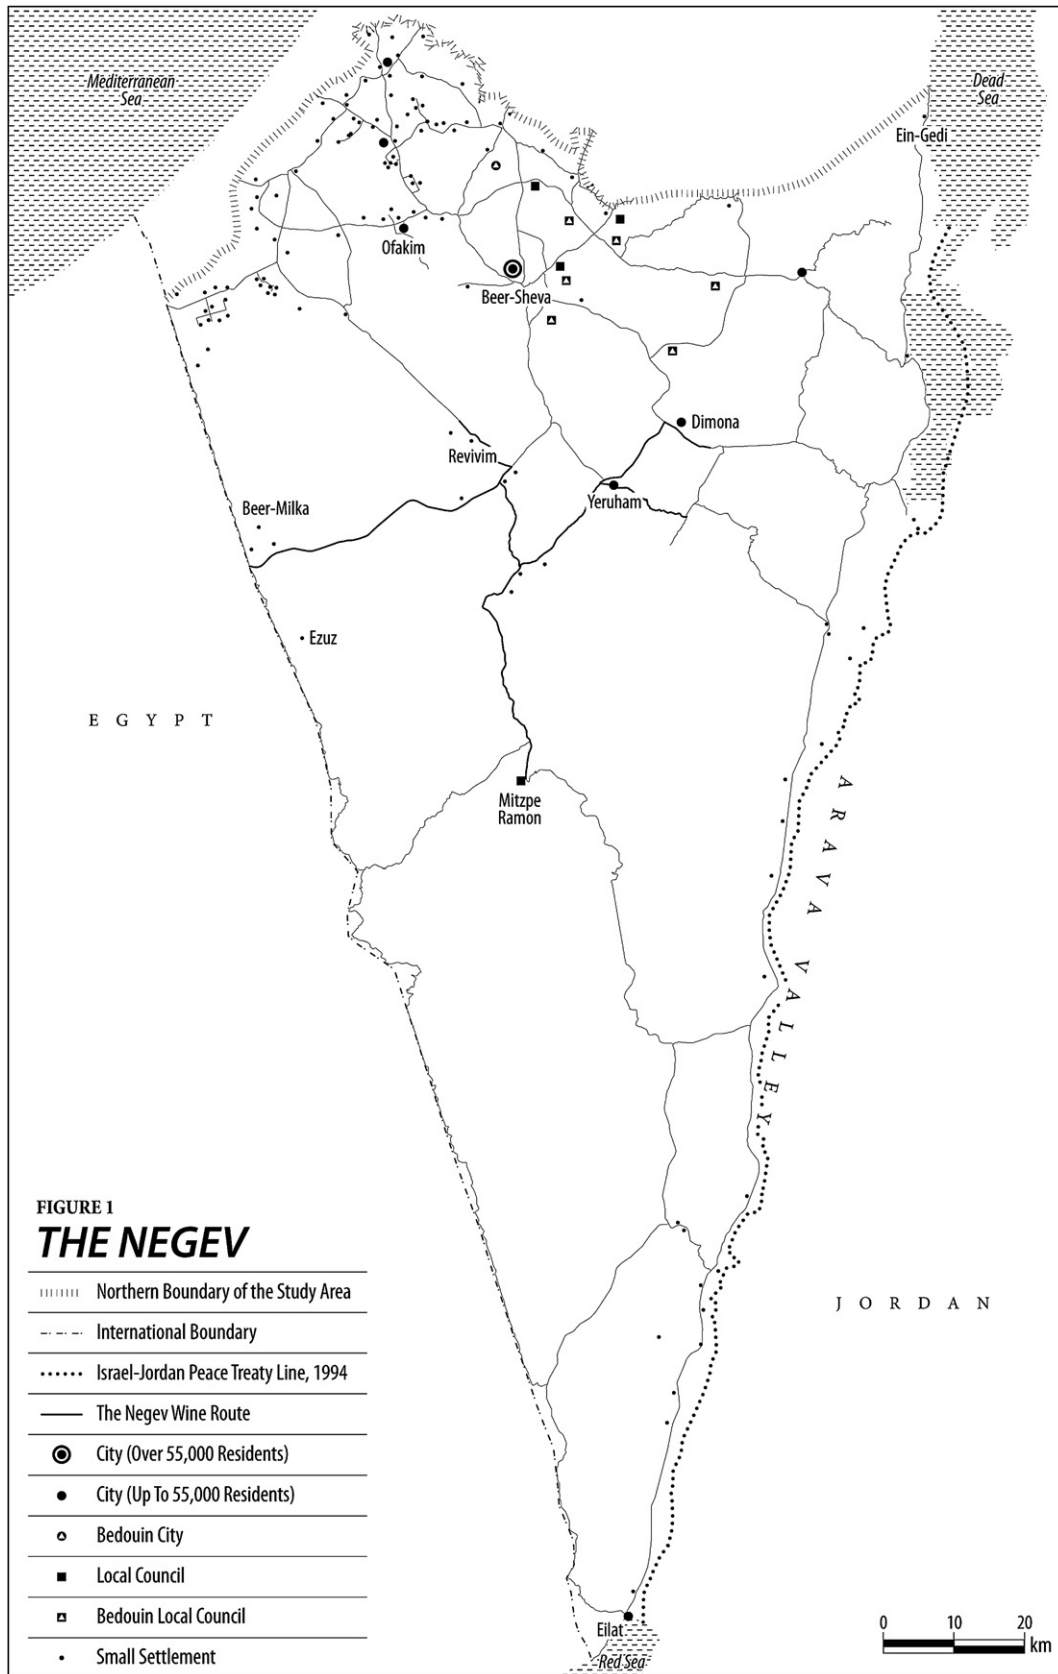 Mediterranean
Sea
Dead
Sea
Ein-Gedi
Ofakim
Beer-Sheva
Dimona
Revivim
Yeruham
Beer-Milka
Ezuz
EGYPT
Mitzpe
Ramon
ARAVA VALLEY
FIGURE 1
THE NEGEV
Northern Boundary of the Study Area
International Boundary
Israel-Jordan Peace Treaty Line, 1994
The Negev Wine Route
City (Over 55,000 Residents)
City (Up To 55,000 Residents)
Bedouin City
Local Council
Bedouin Local Council
Small Settlement
JORDAN
Eilat
Red Sea
0 10 20
km